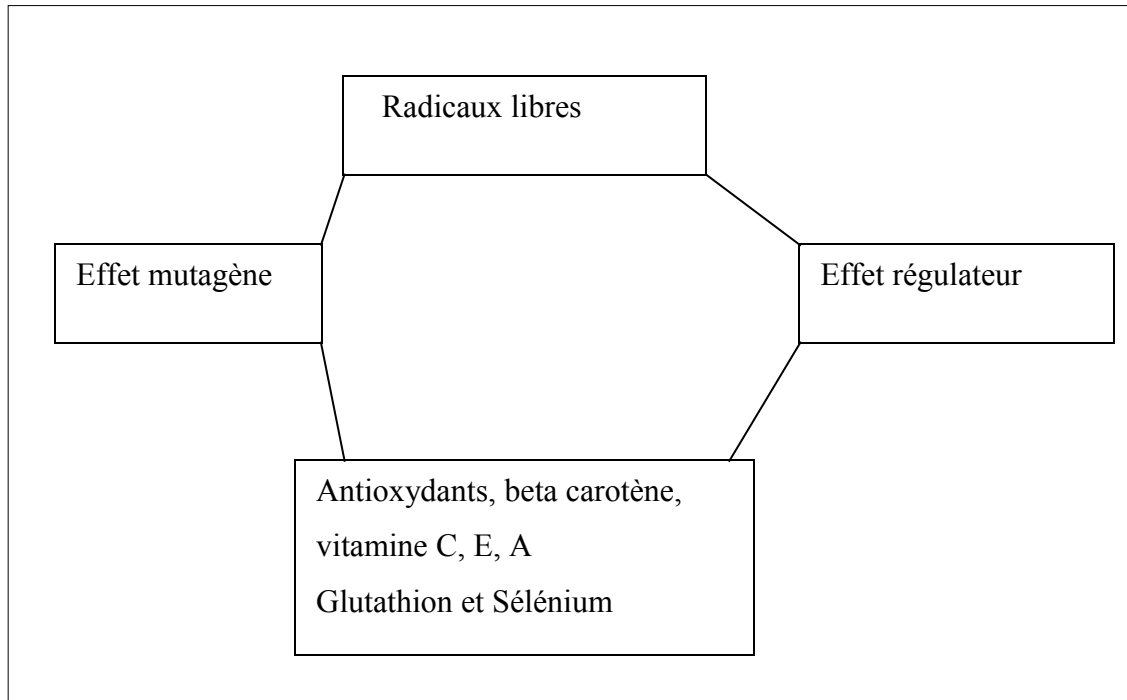 Radicaux libres
Effet mutagène
Effet régulateur
Antioxydants, beta carotène,
vitamine C, E, A
Glutathion et Sélénium